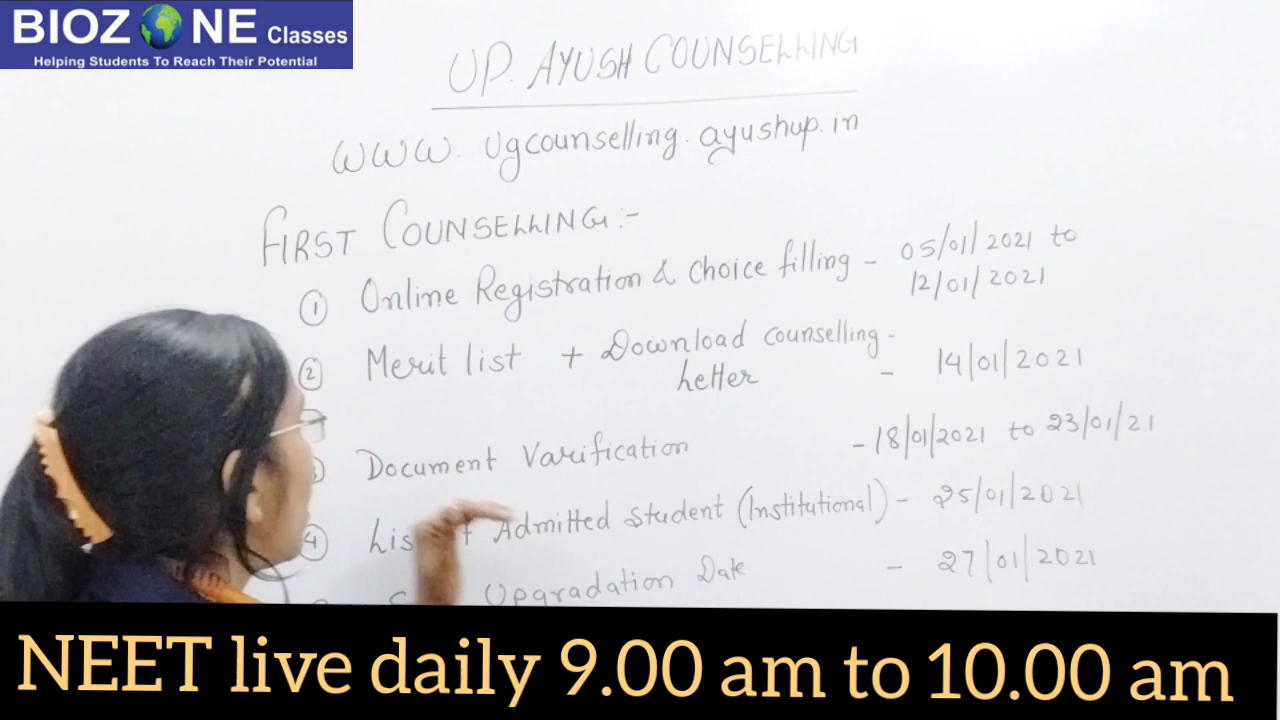 BIOZ NE Classes
Helping Students To Reach Their Potential
UP. AYUSH COUNSELLING
www. ugcounselling.ayushup.in
FIRST COUNSELLING:-
① Online Registration & Choice filling - 05/01/2021 to
12/01/2021
② Merit list + Download counselling -
Letter - 14/01/2021
Document Varification - 18/01/2021 to 23/01/21
④ Admitted Student (Institutional) - 25/01/2021
Upgradation Date - 27/01/2021
NEET live daily 9.00 am to 10.00 am